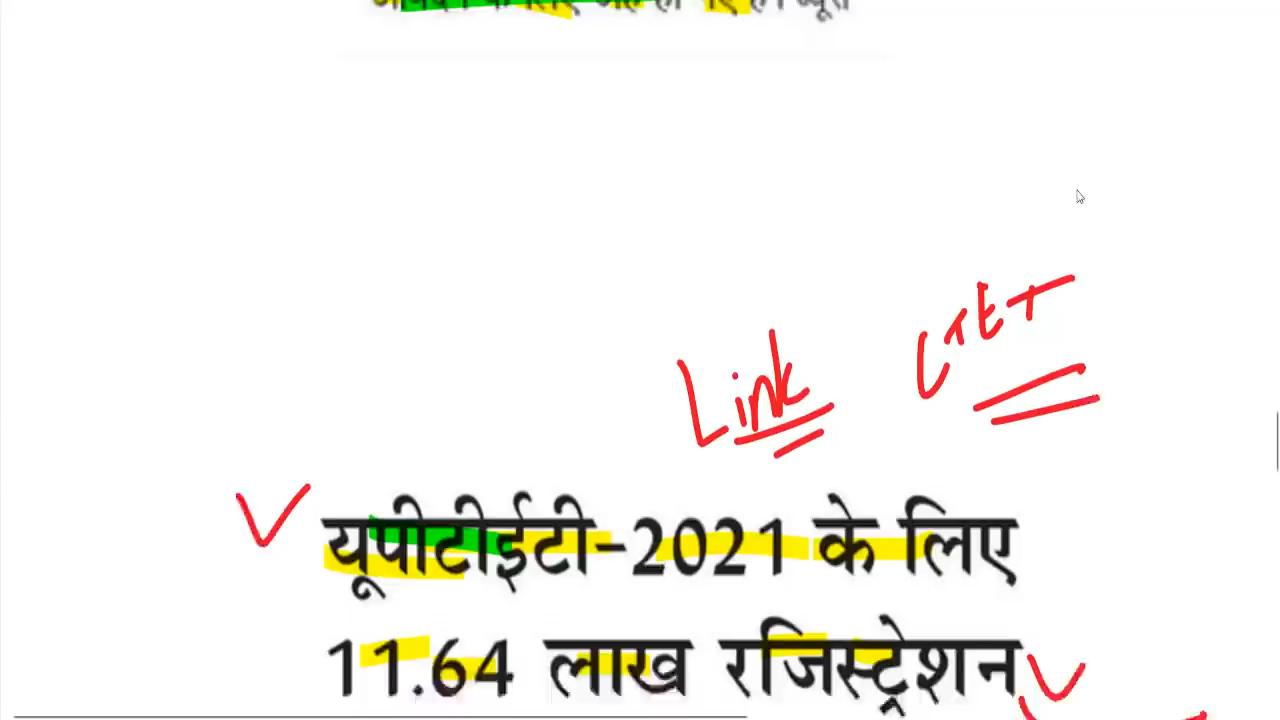 के लिए
CTET
Link
यूपीटीईटी-2021 के लिए
11.64 लाख रजिस्ट्रेशन